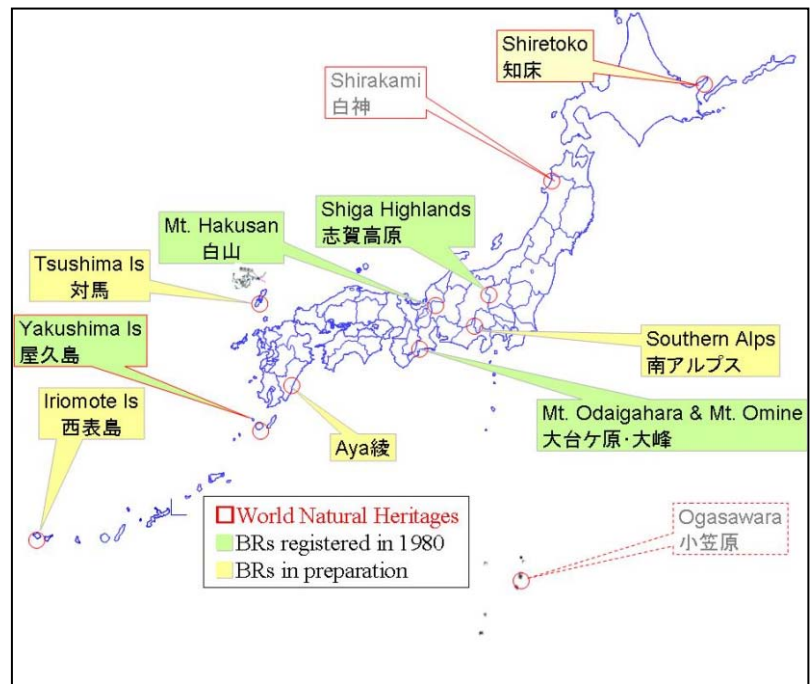 Shiretoko
知床
Shirakami
白神
Shiga Highlands
志賀高原
Mt. Hakusan
白山
Tsushima Is
対馬
Yakushima Is
屋久島
Southern Alps
南アルプス
Iriomote Is
西表島
Aya綾
Mt. Odaigahara & Mt. Omine
大台ケ原・大峰
World Natural Heritages
BRs registered in 1980
BRs in preparation
Ogasawara
小笠原